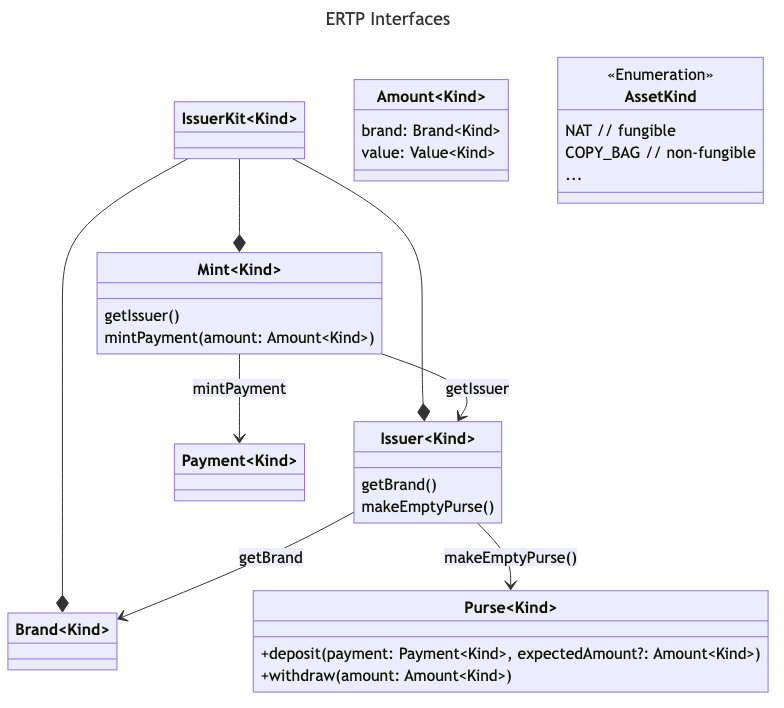 ERTP Interfaces
IssuerKit<Kind>
Amount<Kind>
brand: Brand<Kind>
value: Value<Kind>
«Enumeration»
AssetKind
NAT // fungible
COPY_BAG // non-fungible
...
Mint<Kind>
getIssuer()
mintPayment(amount: Amount<Kind>)
mintPayment
getIssuer
Payment<Kind>
Issuer<Kind>
getBrand()
makeEmptyPurse()
getBrand
makeEmptyPurse()
Brand<Kind>
Purse<Kind>
+deposit(payment: Payment<Kind>, expectedAmount?: Amount<Kind>)
+withdraw(amount: Amount<Kind>)